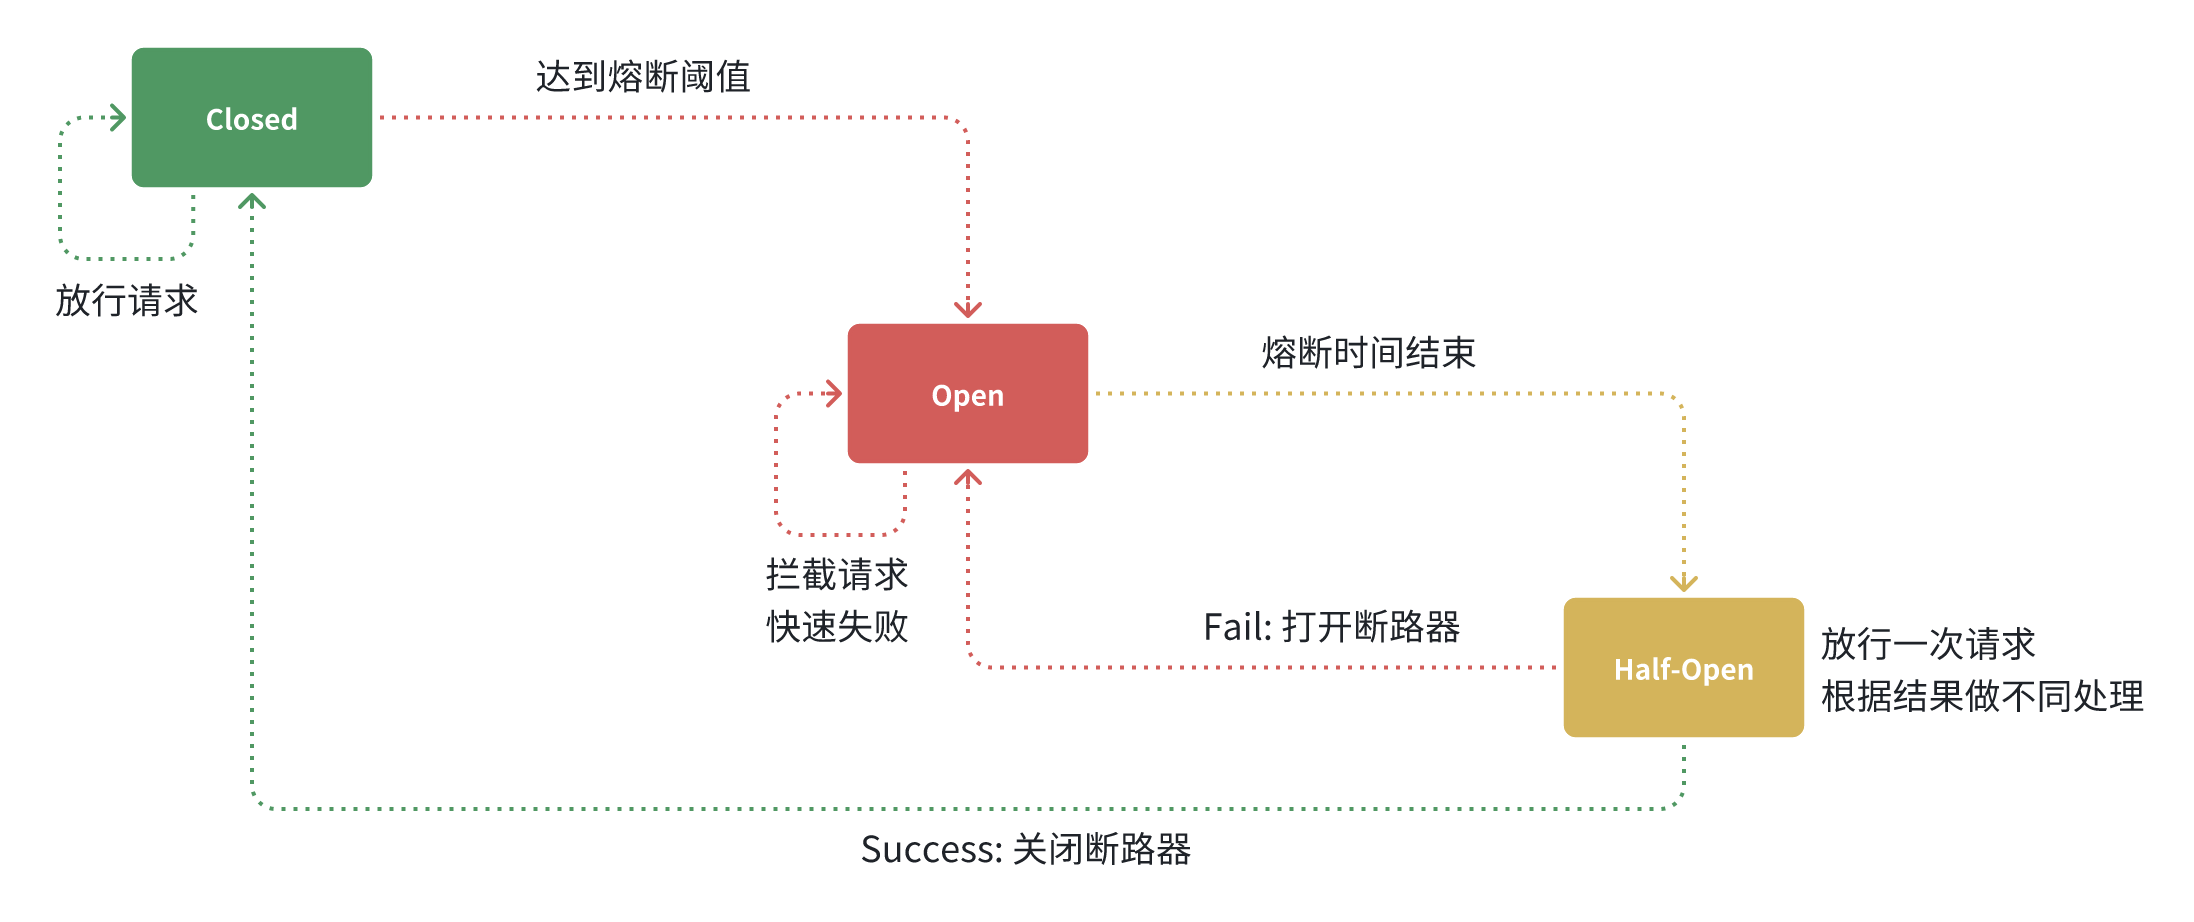 达到熔断阈值
Closed
放行请求
熔断时间结束
Open
拦截请求
快速失败
Fail: 打开断路器
Half-Open
放行一次请求
根据结果做不同处理
Success: 关闭断路器